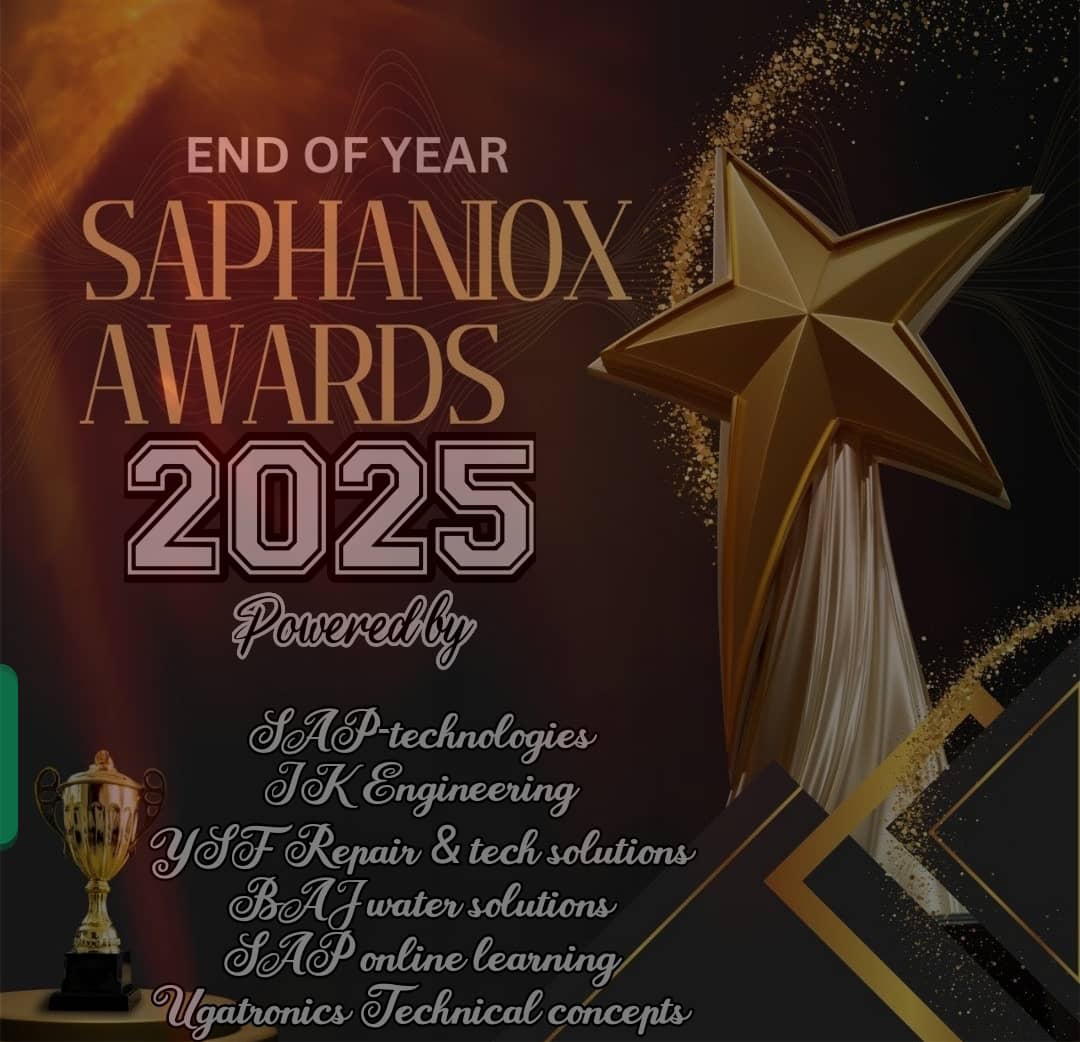 END OF YEAR
SAPHANIOX
AWARDS
2025
Powered by
SAP-technologies
IK Engineering
YSF Repair & tech solutions
BAJ water solutions
SAP online learning
Ugatronics Technical concepts